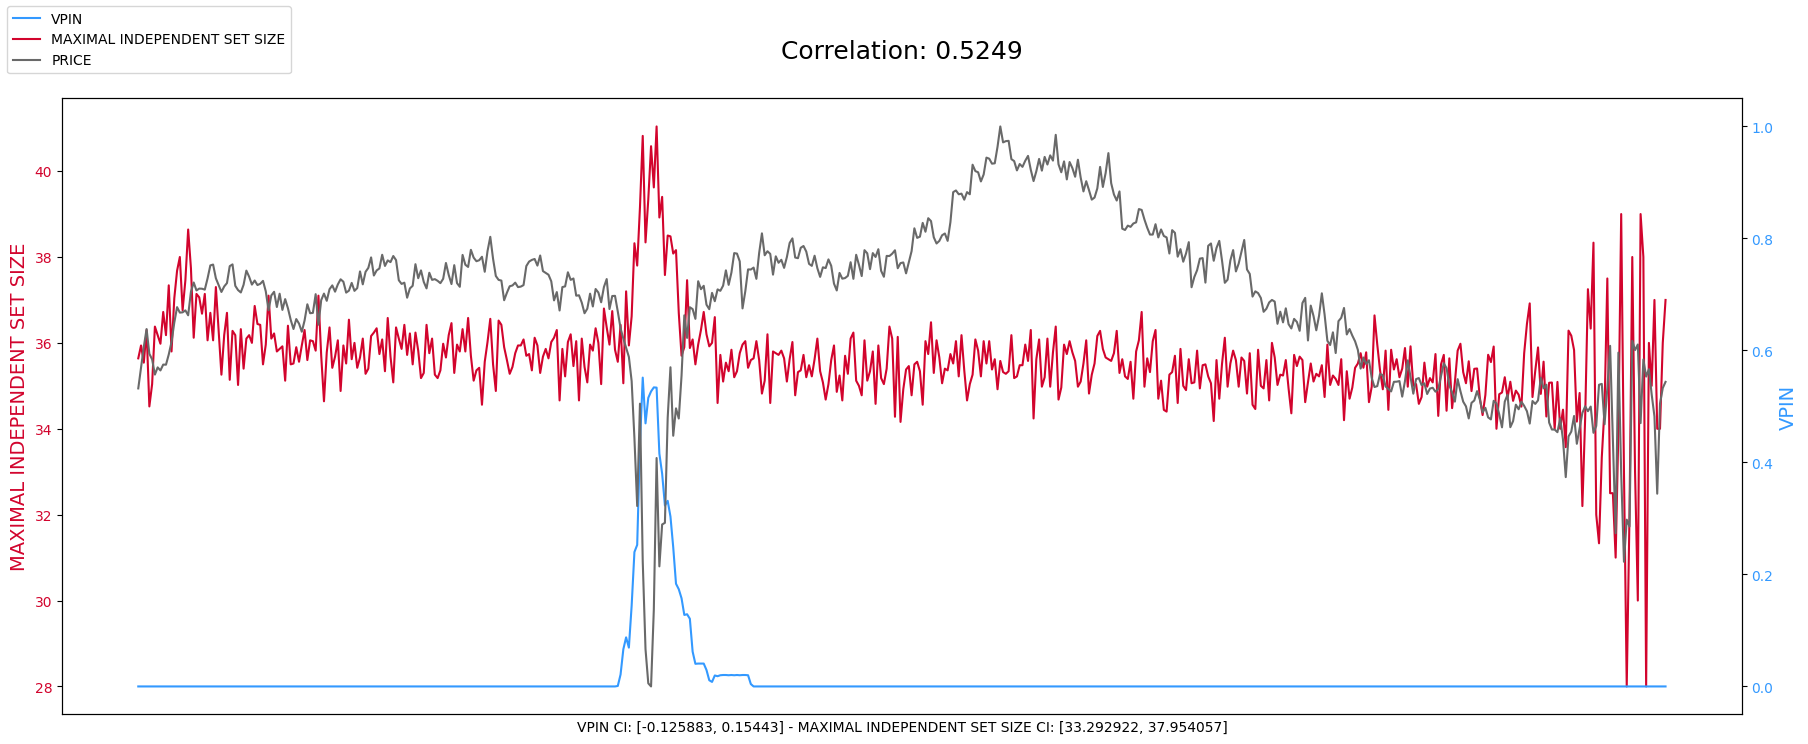 VPIN
MAXIMAL INDEPENDENT SET SIZE
PRICE
Correlation: 0.5249
MAXIMAL INDEPENDENT SET SIZE
40
38
36
34
32
30
28
1.0
0.8
0.6
0.4
0.2
0.0
VPIN
VPIN CI: [-0.125883, 0.15443] - MAXIMAL INDEPENDENT SET SIZE CI: [33.292922, 37.954057]